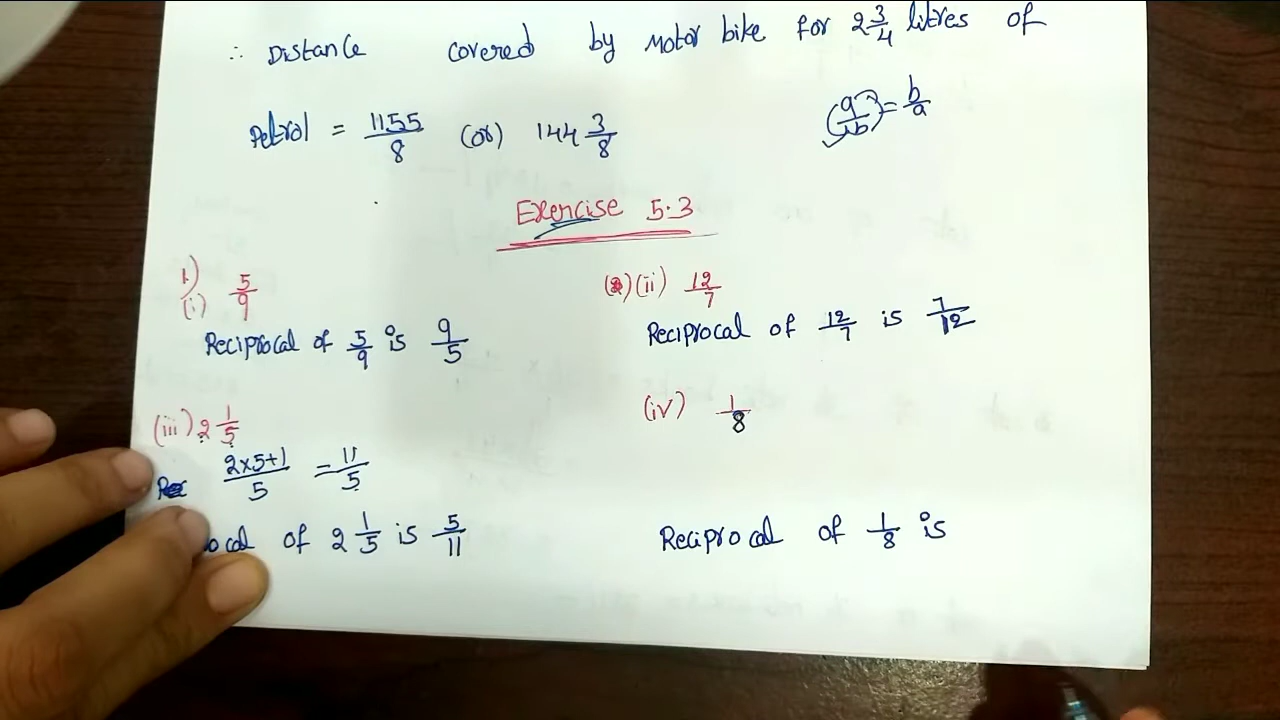 ∴ Distance covered by Motor bike for 2 3/4 litres of
Petrol = 1155/8 (or) 144 3/8
(a/b) = b/a
Exercise 5.3
1)
(i) 5/9
Reciprocal of 5/9 is 9/5
(ii) 12/7
Reciprocal of 12/7 is 7/12
(iii) 2 1/5
2×5+1/5 = 11/5
ocal of 2 1/5 is 5/11
(iv) 1/8
Reciprocal of 1/8 is